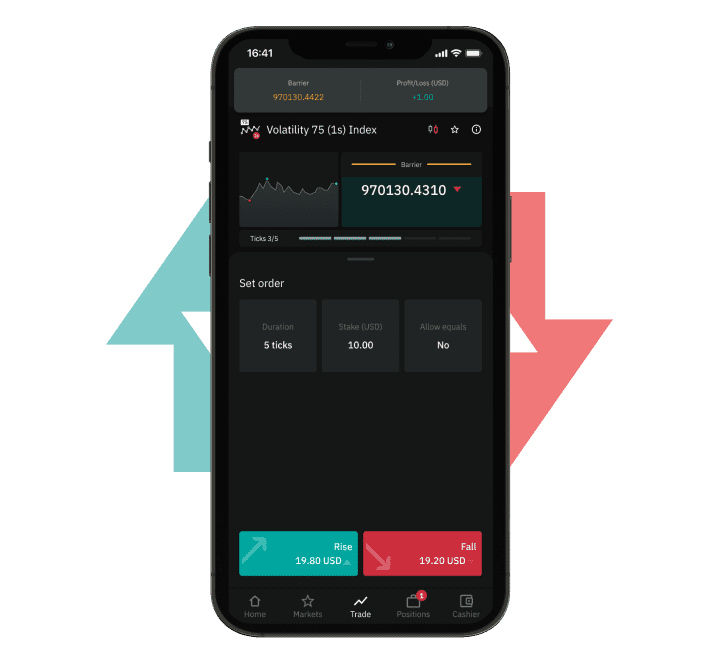 16:41
Barrier
Profit/Loss (USD)
970130.4422
+1.00
75
1s
Volatility 75 (1s) Index
Barrier
970130.4310
Ticks 3/5
Set order
Duration
Stake (USD)
Allow equals
5 ticks
10.00
No
Rise
Fall
19.80 USD
19.20 USD
1
Home
Markets
Trade
Positions
Cashier